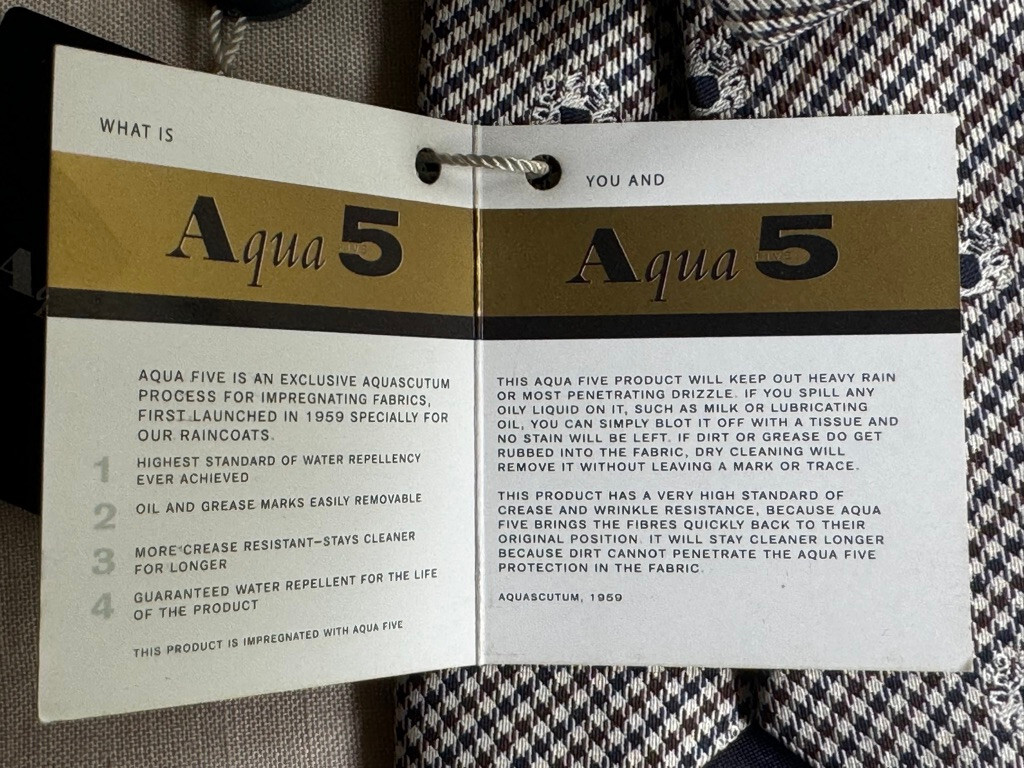 WHAT IS
Aqua 5
AQUA FIVE IS AN EXCLUSIVE AQUASCUTUM
PROCESS FOR IMPREGNATING FABRICS,
FIRST LAUNCHED IN 1959 SPECIALLY FOR
OUR RAINCOATS.
1 HIGHEST STANDARD OF WATER REPELLENCY
EVER ACHIEVED
2 OIL AND GREASE MARKS EASILY REMOVABLE
3 MORE CREASE RESISTANT–STAYS CLEANER
FOR LONGER
4 GUARANTEED WATER REPELLENT FOR THE LIFE
OF THE PRODUCT
THIS PRODUCT IS IMPREGNATED WITH AQUA FIVE
YOU AND
Aqua 5
THIS AQUA FIVE PRODUCT WILL KEEP OUT HEAVY RAIN
OR MOST PENETRATING DRIZZLE. IF YOU SPILL ANY
OILY LIQUID ON IT, SUCH AS MILK OR LUBRICATING
OIL, YOU CAN SIMPLY BLOT IT OFF WITH A TISSUE AND
NO STAIN WILL BE LEFT. IF DIRT OR GREASE DO GET
RUBBED INTO THE FABRIC, DRY CLEANING WILL
REMOVE IT WITHOUT LEAVING A MARK OR TRACE.
THIS PRODUCT HAS A VERY HIGH STANDARD OF
CREASE AND WRINKLE RESISTANCE, BECAUSE AQUA
FIVE BRINGS THE FIBRES QUICKLY BACK TO THEIR
ORIGINAL POSITION. IT WILL STAY CLEANER LONGER
BECAUSE DIRT CANNOT PENETRATE THE AQUA FIVE
PROTECTION IN THE FABRIC.
AQUASCUTUM, 1959